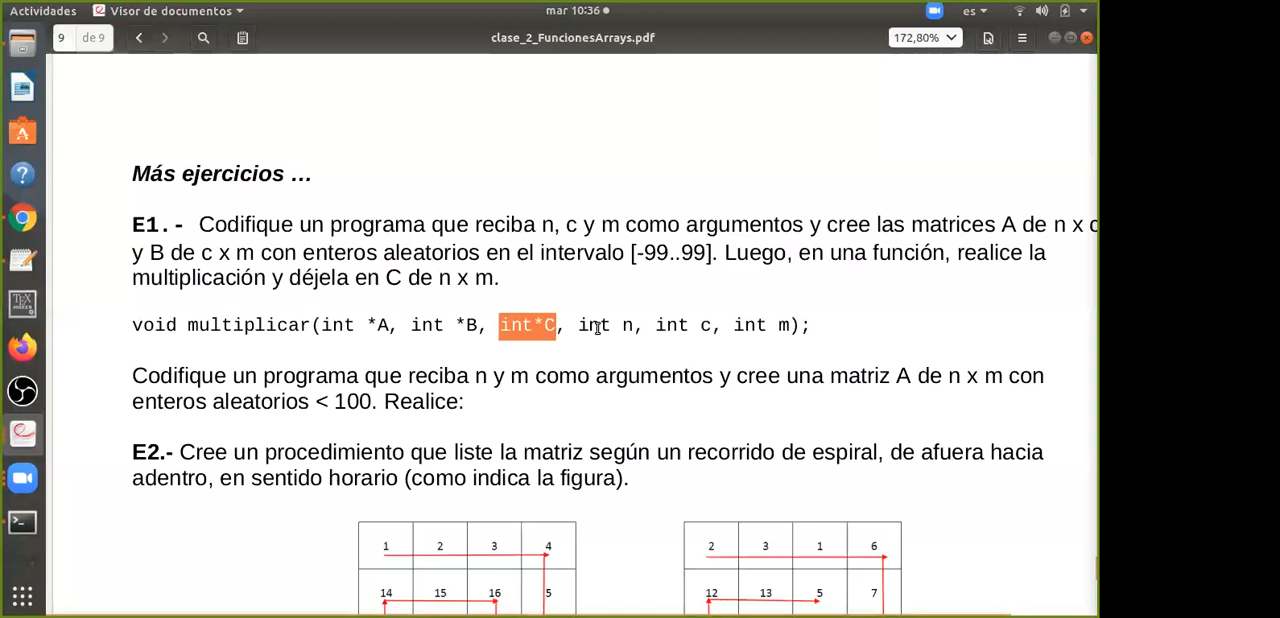 Actividades Visor de documentos mar 10:36 es
9 de 9 clase_2_FuncionesArrays.pdf 172,80%
Más ejercicios …
E1.- Codifique un programa que reciba n, c y m como argumentos y cree las matrices A de n x c
y B de c x m con enteros aleatorios en el intervalo [-99..99]. Luego, en una función, realice la
multiplicación y déjela en C de n x m.
void multiplicar(int *A, int *B, int*C, int n, int c, int m);
Codifique un programa que reciba n y m como argumentos y cree una matriz A de n x m con
enteros aleatorios < 100. Realice:
E2.- Cree un procedimiento que liste la matriz según un recorrido de espiral, de afuera hacia
adentro, en sentido horario (como indica la figura).
1 2 3 4 2 3 1 6
14 15 16 5 12 13 5 7